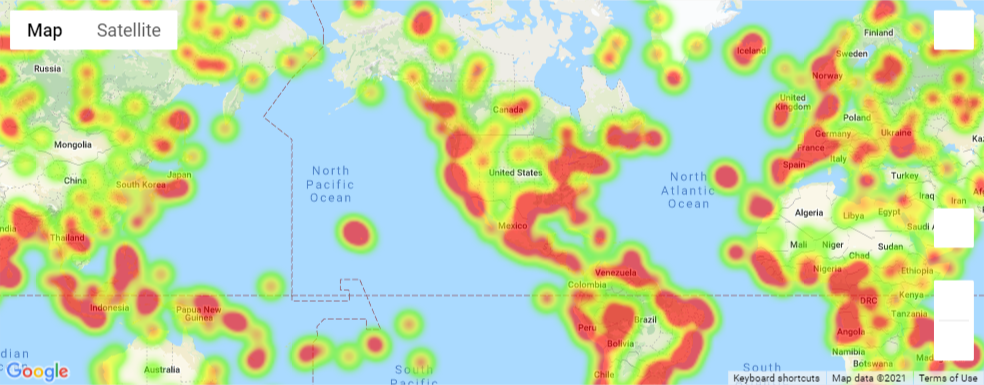 Map
Satellite
Russia
Finland
Sweden
Iceland
Norway
Canada
United
Kingdom
Poland
Mongolia
Germany
Ukraine
France
Italy
Spain
Turkey
China
South Korea
Japan
North
Pacific
Ocean
United States
North
Atlantic
Ocean
Iraq
Iran
Algeria
Libya
Egypt
Thailand
Mexico
Mali
Niger
Sudan
Chad
Venezuela
Nigeria
Ethiopia
Colombia
Kenya
Indonesia
Papua New
Guinea
DRC
Tanzania
Peru
Brazil
Angola
Bolivia
Namibia
Botswana
Australia
Chile
South
Pacific
South
Google
Keyboard shortcuts
Map data ©2021
Terms of Use